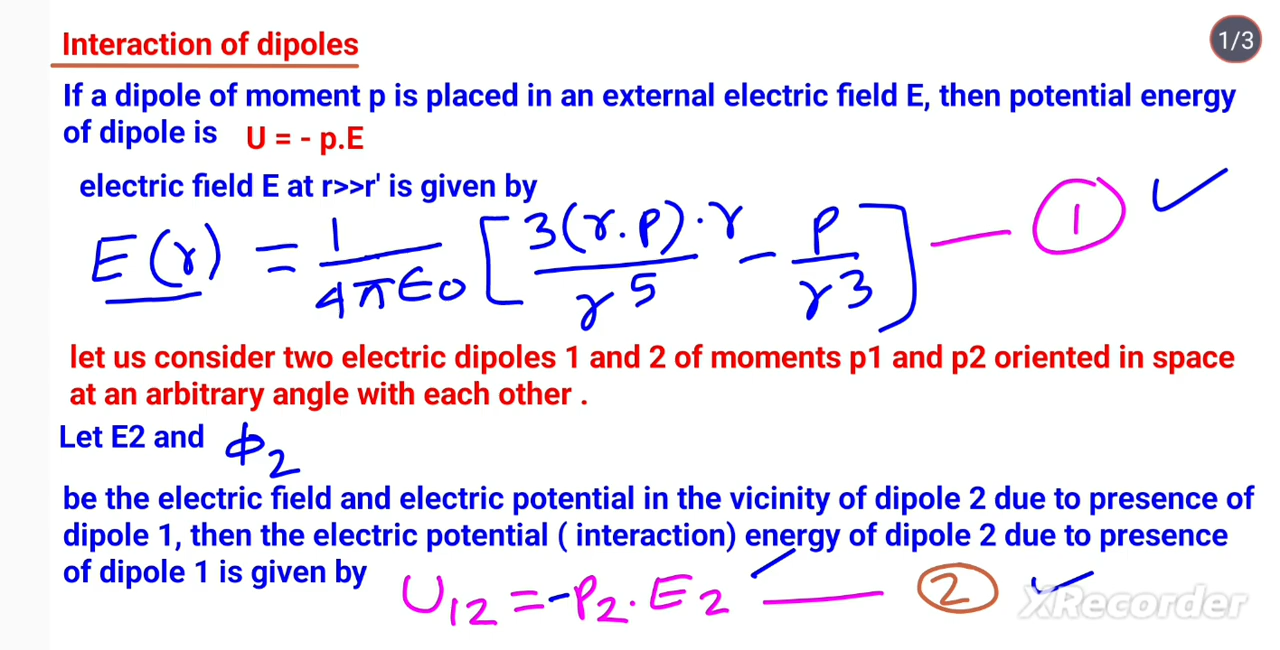 Interaction of dipoles
1/3
If a dipole of moment p is placed in an external electric field E, then potential energy
of dipole is U = - p.E
electric field E at r>>r' is given by
E(r) = 1/4πε0 [ 3(r.p).r/r5 - p/r3 ] — 1
let us consider two electric dipoles 1 and 2 of moments p1 and p2 oriented in space
at an arbitrary angle with each other .
Let E2 and ϕ2
be the electric field and electric potential in the vicinity of dipole 2 due to presence of
dipole 1, then the electric potential ( interaction) energy of dipole 2 due to presence
of dipole 1 is given by U12 = -P2.E2 — 2
XRecorder